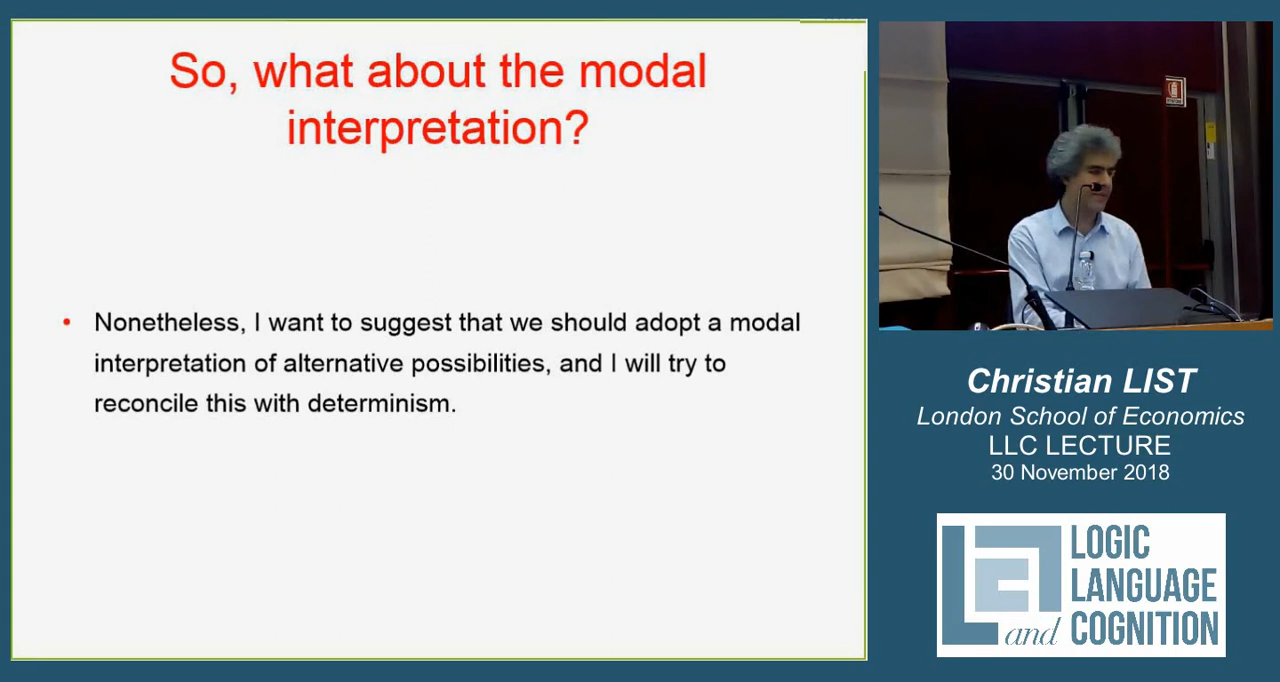 So, what about the modal
interpretation?
• Nonetheless, I want to suggest that we should adopt a modal
interpretation of alternative possibilities, and I will try to
reconcile this with determinism.
Christian LIST
London School of Economics
LLC LECTURE
30 November 2018
LOGIC
LANGUAGE
and COGNITION